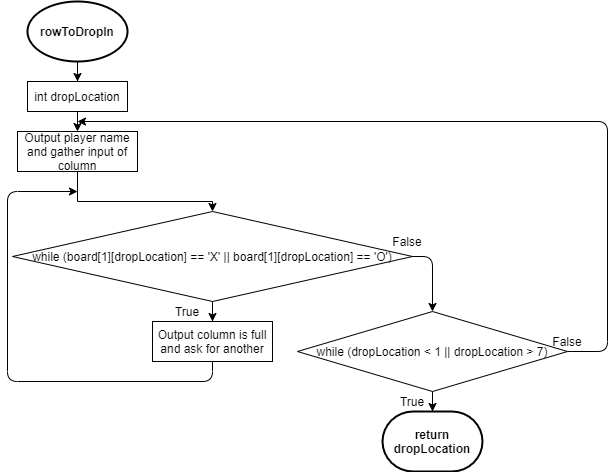 rowToDropIn
int dropLocation
Output player name
and gather input of
column
while (board[1][dropLocation] == 'X' || board[1][dropLocation] == 'O')
False
True
Output column is full
and ask for another
while (dropLocation < 1 || dropLocation > 7)
False
True
return
dropLocation